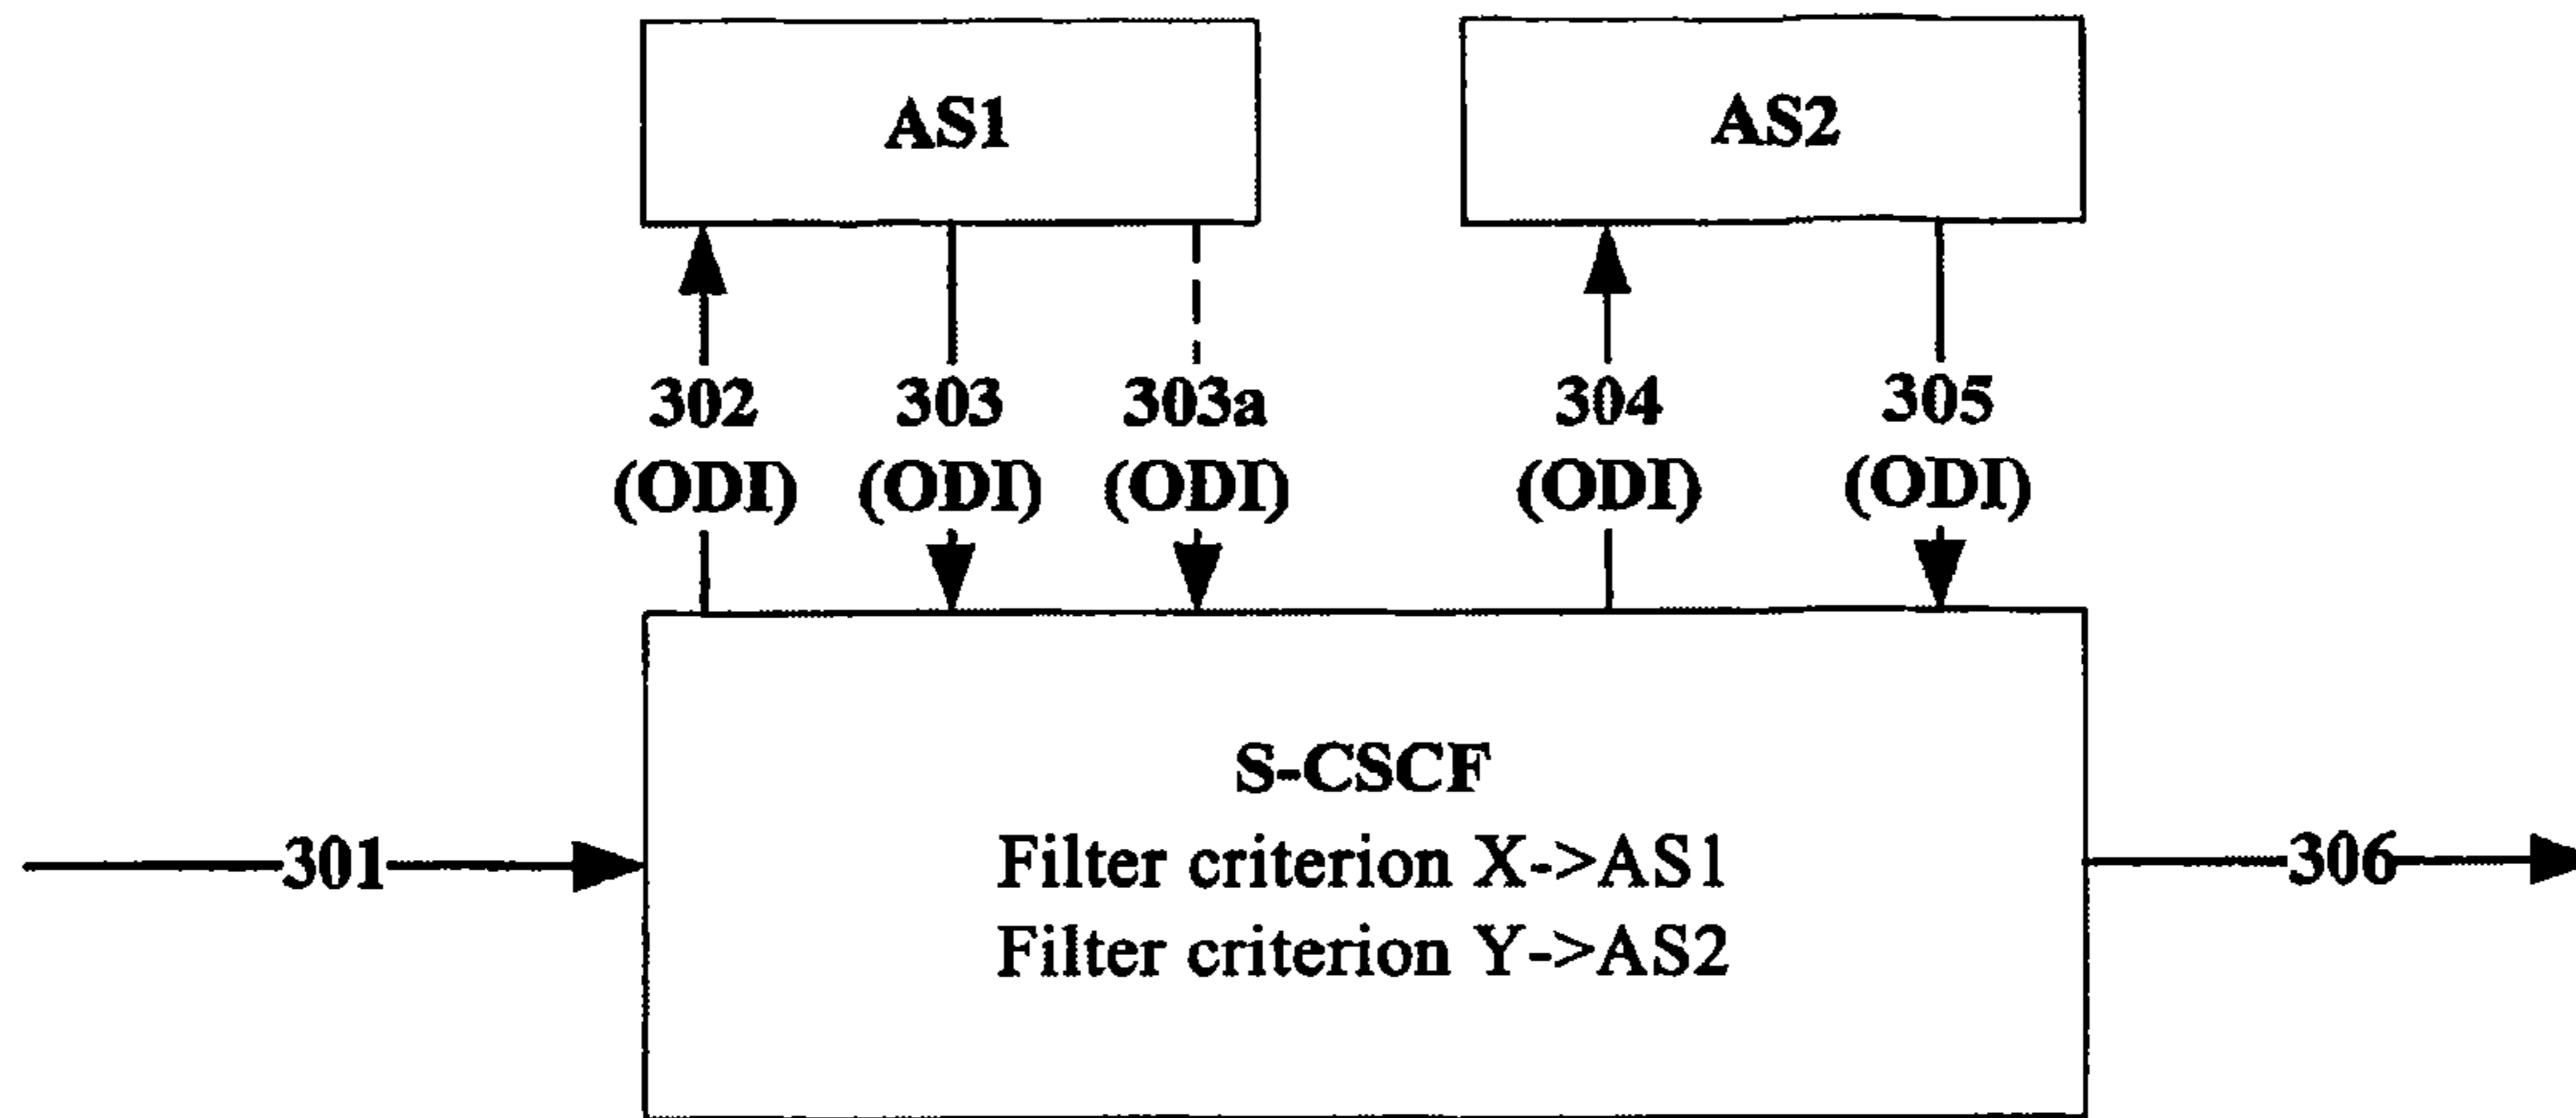 AS1
AS2
302
(ODI)
303
(ODI)
303a
(ODI)
304
(ODI)
305
(ODI)
S-CSCF
Filter criterion X->AS1
Filter criterion Y->AS2
301
306